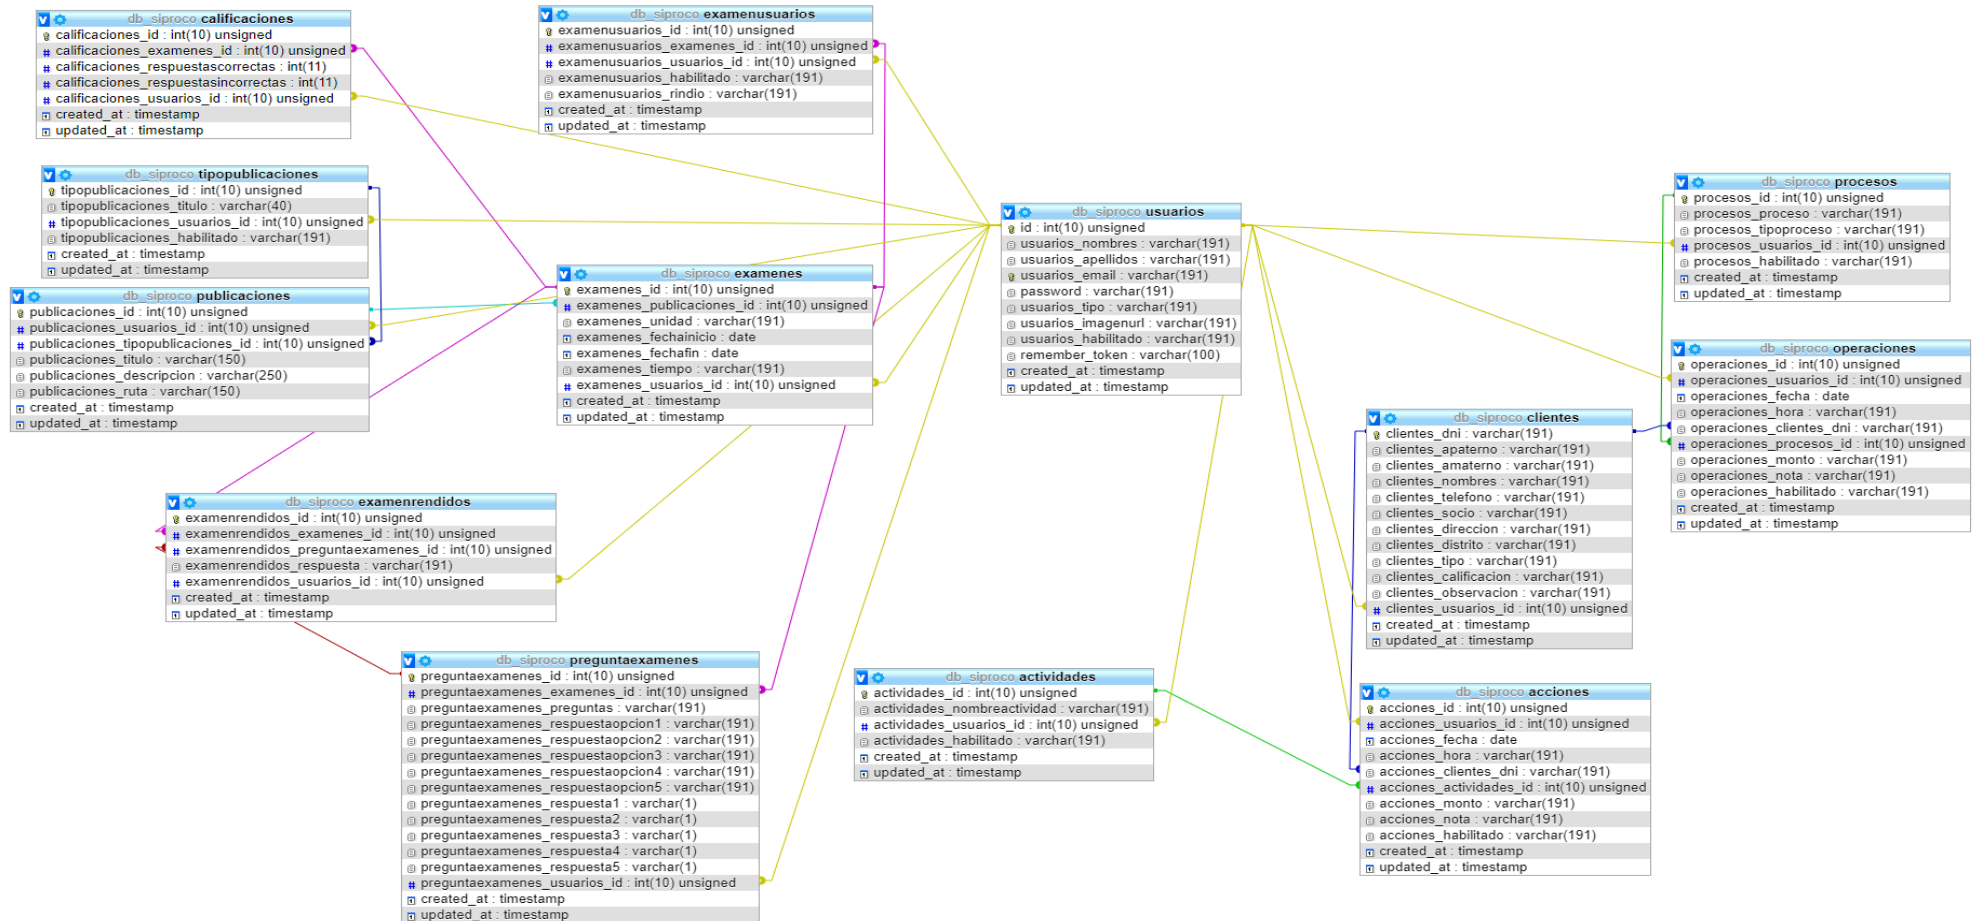 db_siproco calificaciones
calificaciones_id : int(10) unsigned
calificaciones_examenes_id : int(10) unsigned
calificaciones_respuestascorrectas : int(11)
calificaciones_respuestasincorrectas : int(11)
calificaciones_usuarios_id : int(10) unsigned
created_at : timestamp
updated_at : timestamp
db_siproco examenusuarios
examenusuarios_id : int(10) unsigned
examenusuarios_examenes_id : int(10) unsigned
examenusuarios_usuarios_id : int(10) unsigned
examenusuarios_habilitado : varchar(191)
examenusuarios_rindio : varchar(191)
created_at : timestamp
updated_at : timestamp
db_siproco tipopublicaciones
tipopublicaciones_id : int(10) unsigned
tipopublicaciones_titulo : varchar(40)
tipopublicaciones_usuarios_id : int(10) unsigned
tipopublicaciones_habilitado : varchar(191)
created_at : timestamp
updated_at : timestamp
db_siproco publicaciones
publicaciones_id : int(10) unsigned
publicaciones_usuarios_id : int(10) unsigned
publicaciones_tipopublicaciones_id : int(10) unsigned
publicaciones_titulo : varchar(150)
publicaciones_descripcion : varchar(250)
publicaciones_ruta : varchar(150)
created_at : timestamp
updated_at : timestamp
db_siproco examenes
examenes_id : int(10) unsigned
examenes_publicaciones_id : int(10) unsigned
examenes_unidad : varchar(191)
examenes_fechainicio : date
examenes_fechafin : date
examenes_tiempo : varchar(191)
examenes_usuarios_id : int(10) unsigned
created_at : timestamp
updated_at : timestamp
db_siproco usuarios
id : int(10) unsigned
usuarios_nombres : varchar(191)
usuarios_apellidos : varchar(191)
usuarios_email : varchar(191)
password : varchar(191)
usuarios_tipo : varchar(191)
usuarios_imagenurl : varchar(191)
usuarios_habilitado : varchar(191)
remember_token : varchar(100)
created_at : timestamp
updated_at : timestamp
db_siproco procesos
procesos_id : int(10) unsigned
procesos_proceso : varchar(191)
procesos_tipoproceso : varchar(191)
procesos_usuarios_id : int(10) unsigned
procesos_habilitado : varchar(191)
created_at : timestamp
updated_at : timestamp
db_siproco operaciones
operaciones_id : int(10) unsigned
operaciones_usuarios_id : int(10) unsigned
operaciones_fecha : date
operaciones_hora : varchar(191)
operaciones_clientes_dni : varchar(191)
operaciones_procesos_id : int(10) unsigned
operaciones_monto : varchar(191)
operaciones_nota : varchar(191)
operaciones_habilitado : varchar(191)
created_at : timestamp
updated_at : timestamp
db_siproco clientes
clientes_dni : varchar(191)
clientes_apaterno : varchar(191)
clientes_amaterno : varchar(191)
clientes_nombres : varchar(191)
clientes_telefono : varchar(191)
clientes_socio : varchar(191)
clientes_direccion : varchar(191)
clientes_distrito : varchar(191)
clientes_tipo : varchar(191)
clientes_calificacion : varchar(191)
clientes_observacion : varchar(191)
clientes_usuarios_id : int(10) unsigned
created_at : timestamp
updated_at : timestamp
db_siproco examenrendidos
examenrendidos_id : int(10) unsigned
examenrendidos_examenes_id : int(10) unsigned
examenrendidos_preguntaexamenes_id : int(10) unsigned
examenrendidos_respuesta : varchar(191)
examenrendidos_usuarios_id : int(10) unsigned
created_at : timestamp
updated_at : timestamp
db_siproco preguntaexamenes
preguntaexamenes_id : int(10) unsigned
preguntaexamenes_examenes_id : int(10) unsigned
preguntaexamenes_preguntas : varchar(191)
preguntaexamenes_respuestaopcion1 : varchar(191)
preguntaexamenes_respuestaopcion2 : varchar(191)
preguntaexamenes_respuestaopcion3 : varchar(191)
preguntaexamenes_respuestaopcion4 : varchar(191)
preguntaexamenes_respuestaopcion5 : varchar(191)
preguntaexamenes_respuesta1 : varchar(1)
preguntaexamenes_respuesta2 : varchar(1)
preguntaexamenes_respuesta3 : varchar(1)
preguntaexamenes_respuesta4 : varchar(1)
preguntaexamenes_respuesta5 : varchar(1)
preguntaexamenes_usuarios_id : int(10) unsigned
created_at : timestamp
updated_at : timestamp
db_siproco actividades
actividades_id : int(10) unsigned
actividades_nombreactividad : varchar(191)
actividades_usuarios_id : int(10) unsigned
actividades_habilitado : varchar(191)
created_at : timestamp
updated_at : timestamp
db_siproco acciones
acciones_id : int(10) unsigned
acciones_usuarios_id : int(10) unsigned
acciones_fecha : date
acciones_hora : varchar(191)
acciones_clientes_dni : varchar(191)
acciones_actividades_id : int(10) unsigned
acciones_monto : varchar(191)
acciones_nota : varchar(191)
acciones_habilitado : varchar(191)
created_at : timestamp
updated_at : timestamp